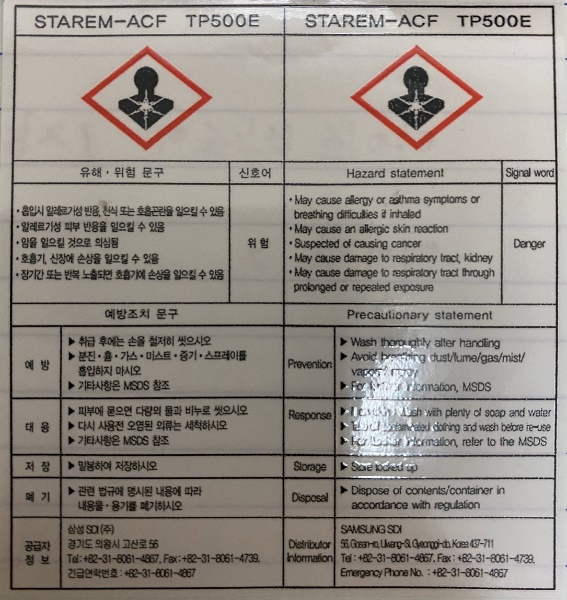 STAREM-ACF TP500E
유해·위험 문구
신호어
· 흡입시 알레르기성 반응, 천식 또는 호흡곤란을 일으킬 수 있음
· 알레르기성 피부 반응을 일으킬 수 있음
· 암을 일으킬 것으로 의심됨
· 호흡기, 신장에 손상을 일으킬 수 있음
· 장기간 또는 반복 노출되면 호흡기에 손상을 일으킬 수 있음
위 험
예방조치 문구
예 방
▶ 취급 후에는 손을 철저히 씻으시오
▶ 분진·흄·가스·미스트·증기·스프레이를
흡입하지 마시오
▶ 기타사항은 MSDS 참조
대 응
▶ 피부에 묻으면 다량의 물과 비누로 씻으시오
▶ 다시 사용전 오염된 의류는 세척하시오
▶ 기타사항은 MSDS 참조
저 장
▶ 밀봉하여 저장하시오
폐 기
▶ 관련 법규에 명시된 내용에 따라
내용물·용기를 폐기하시오
공급자
정 보
삼성 SDI (주)
경기도 의왕시 고산로 56
Tel : +82-31-8061-4867, Fax : +82-31-8061-4739,
긴급연락번호 : +82-31-8061-4867
STAREM-ACF TP500E
Hazard statement
Signal word
· May cause allergy or asthma symptoms or
breathing difficulties if inhaled
· May cause an allergic skin reaction
· Suspected of causing cancer
· May cause damage to respiratory tract, kidney
· May cause damage to respiratory tract through
prolonged or repeated exposure
Danger
Precautionary statement
Prevention
▶ Wash thoroughly after handling
▶ Avoid breathing dust/fume/gas/mist/
▶ information, MSDS
Response
▶ wash with plenty of soap and water
▶ contaminated clothing and wash before re-use
▶ For further information, refer to the MSDS
Storage
▶ Store locked up
Disposal
▶ Dispose of contents/container in
accordance with regulation
Distributor
Information
SAMSUNG SDI
56, Gosan-ro, Uiwang-Si, Gyeonggi-do, Korea 437-711
Tel : +82-31-8061-4867, Fax : +82-31-8061-4739,
Emergency Phone No. : +82-31-8061-4867